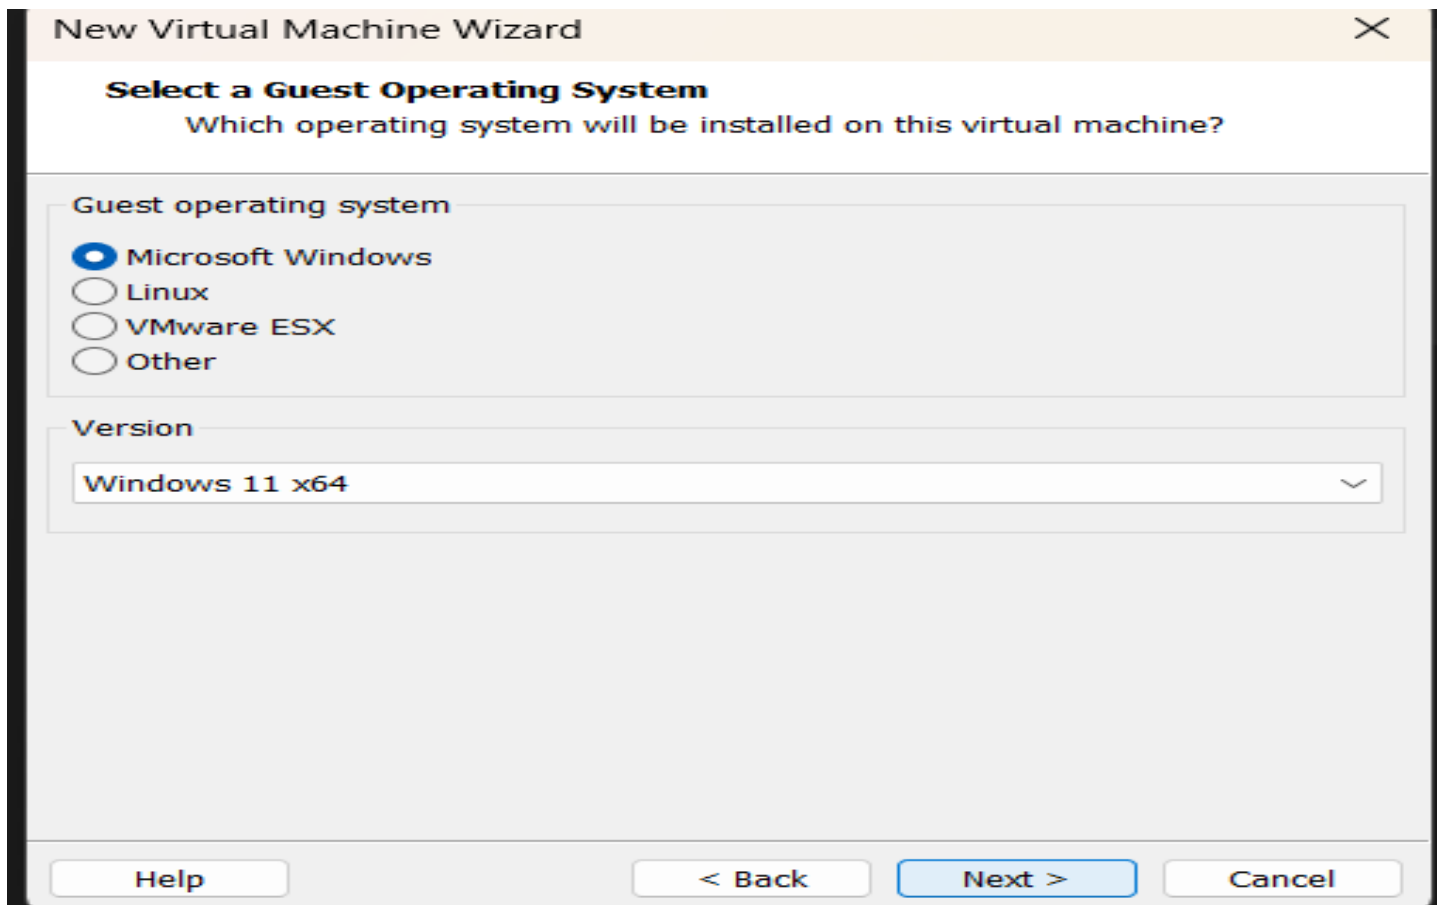 New Virtual Machine Wizard
Select a Guest Operating System
Which operating system will be installed on this virtual machine?
Guest operating system
Microsoft Windows
Linux
VMware ESX
Other
Version
Windows 11 x64
Help
< Back
Next >
Cancel